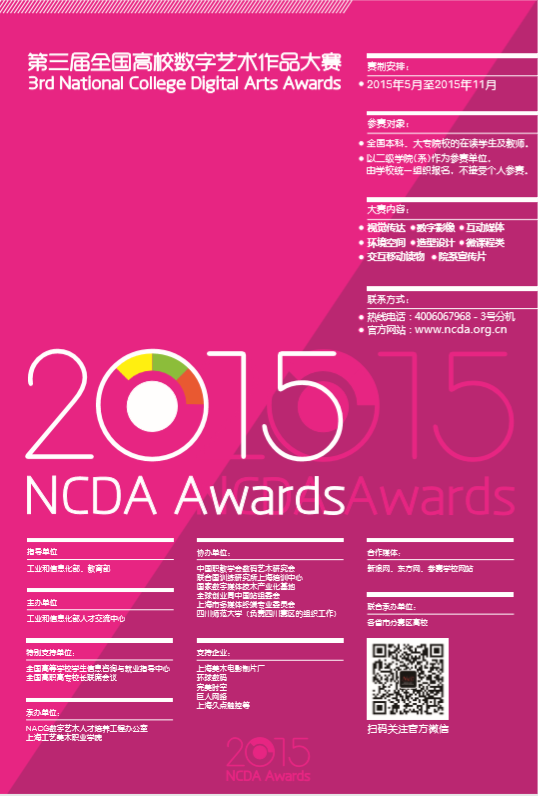 第三届全国高校数字艺术作品大赛
3rd National College Digital Arts Awards
赛制安排：
2015年5月至2015年11月
参赛对象：
全国本科、大专院校的在读学生及教师。
以二级学院(系)作为参赛单位。
由学校统一组织报名，不接受个人参赛。
大赛内容：
视觉传达 数字影像 互动媒体
环境空间 造型设计 微课程类
交互移动读物 院系宣传片
联系方式：
热线电话：4006067968－3号分机
官方网站：www.ncda.org.cn
2015
NCDA Awards
2015
NCDA Awards
指导单位
工业和信息化部、教育部
主办单位
工业和信息化部人才交流中心
特别支持单位：
全国高等学校学生信息咨询与就业指导中心
全国高职高专校长联席会议
承办单位：
NACG数字艺术人才培养工程办公室
上海工艺美术职业学院
协办单位：
中国职教学会数码艺术研究会
联合国训练研究所上海培训中心
国家数字媒体技术产业化基地
全球创业周中国站组委会
上海市多媒体经偶专业委员会
四川师范大学（负责四川赛区的组织工作）
支持企业：
上海美术电影制片厂
环球数码
完美时空
巨人网络
上海久点触控等
合作媒体：
新浪网、东方网、参赛学校网站
联合承办单位：
各省市分赛区高校
扫码关注官方微信
2015
NCDA Awards